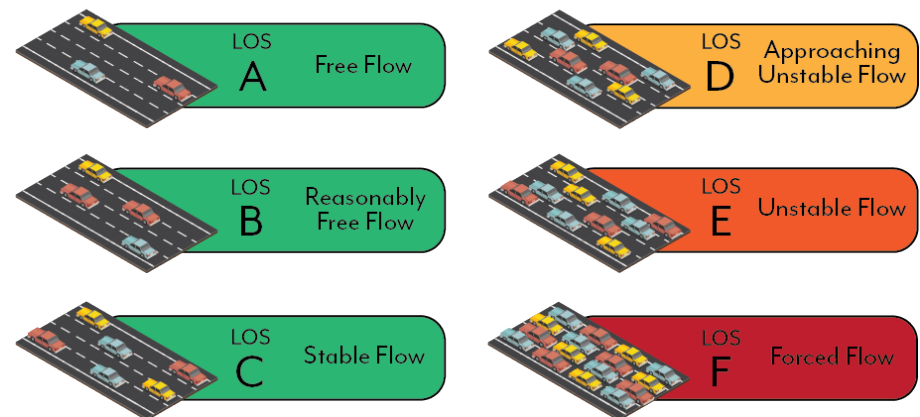 LOS
A
Free Flow
LOS
B
Reasonably
Free Flow
LOS
C
Stable Flow
LOS
D
Approaching
Unstable Flow
LOS
E
Unstable Flow
LOS
F
Forced Flow